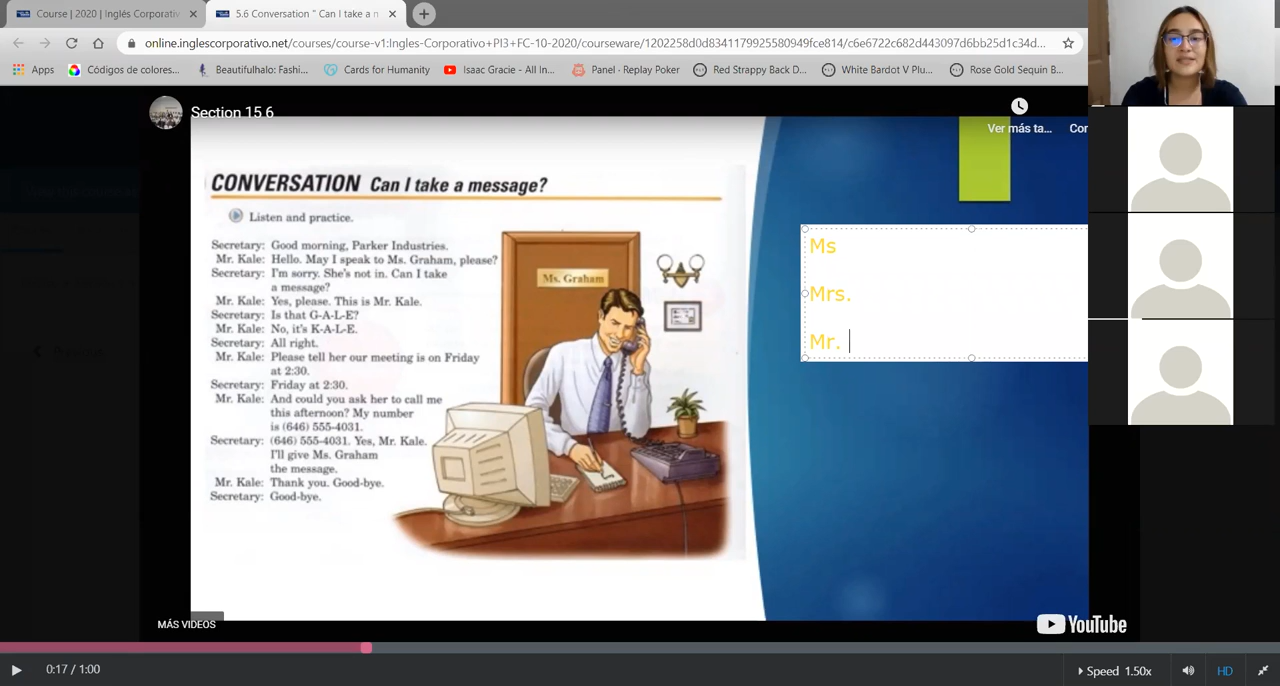 Course | 2020 | Inglés Corporativ
5.6 Conversation " Can I take a n
online.inglescorporativo.net/courses/course-v1:Ingles-Corporativo+PI3+FC-10-2020/courseware/1202258d0d8341179925580949fce814/c6e6722c682d443097d6bb25d1c34d...
Apps
Códigos de colores...
Beautifulhalo: Fashi...
Cards for Humanity
Isaac Gracie - All In...
Panel · Replay Poker
Red Strappy Back D...
White Bardot V Plu...
Rose Gold Sequin B...
Section 15 6
Ver más ta...
Cor
CONVERSATION Can I take a message?
Listen and practice.
Secretary: Good morning, Parker Industries.
Mr. Kale: Hello. May I speak to Ms. Graham, please?
Secretary: I'm sorry. She's not in. Can I take
a message?
Mr. Kale: Yes, please. This is Mr. Kale.
Secretary: Is that G-A-L-E?
Mr. Kale: No, it's K-A-L-E.
Secretary: All right.
Mr. Kale: Please tell her our meeting is on Friday
at 2:30.
Secretary: Friday at 2:30.
Mr. Kale: And could you ask her to call me
this afternoon? My number
is (646) 555-4031.
Secretary: (646) 555-4031. Yes, Mr. Kale.
I'll give Ms. Graham
the message.
Mr. Kale: Thank you. Good-bye.
Secretary: Good-bye.
Ms. Graham
Ms
Mrs.
Mr.
MÁS VIDEOS
YouTube
0:17 / 1:00
Speed 1.50x
HD